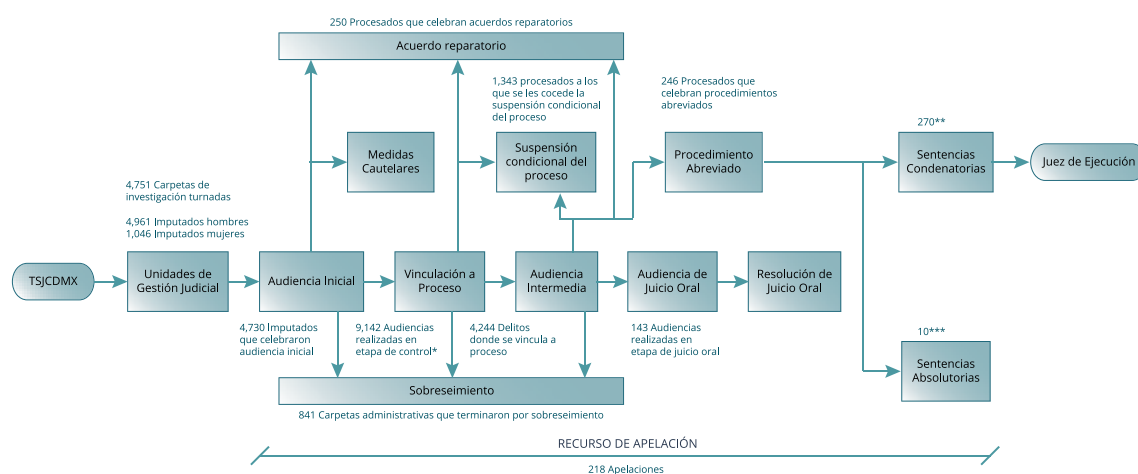 250 Procesados que celebran acuerdos reparatorios
Acuerdo reparatorio
1,343 procesados a los
que se les cocede la
suspensión condicional
del proceso
246 Procesados que
celebran procedimientos
abreviados
Medidas
Cautelares
Suspensión
condicional del
proceso
Procedimiento
Abreviado
270**
Sentencias
Condenatorias
Juez de Ejecución
4,751 Carpetas de
investigación turnadas
4,961 Imputados hombres
1,046 Imputados mujeres
TSJCDMX
Unidades de
Gestión Judicial
Audiencia Inicial
Vinculación a
Proceso
Audiencia
Intermedia
Audiencia de
Juicio Oral
Resolución de
Juicio Oral
4,730 Imputados
que celebraron
audiencia inicial
9,142 Audiencias
realizadas en
etapa de control*
4,244 Delitos
donde se vincula a
proceso
143 Audiencias
realizadas en
etapa de juicio oral
10***
Sentencias
Absolutorias
Sobreseimiento
841 Carpetas administrativas que terminaron por sobreseimiento
RECURSO DE APELACIÓN
218 Apelaciones